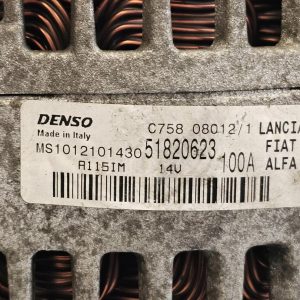 DENSO
Made in Italy
C758 08012/1 LANCIA
MS1012101430 51820623 FIAT
A115IM 14V 100A ALFA